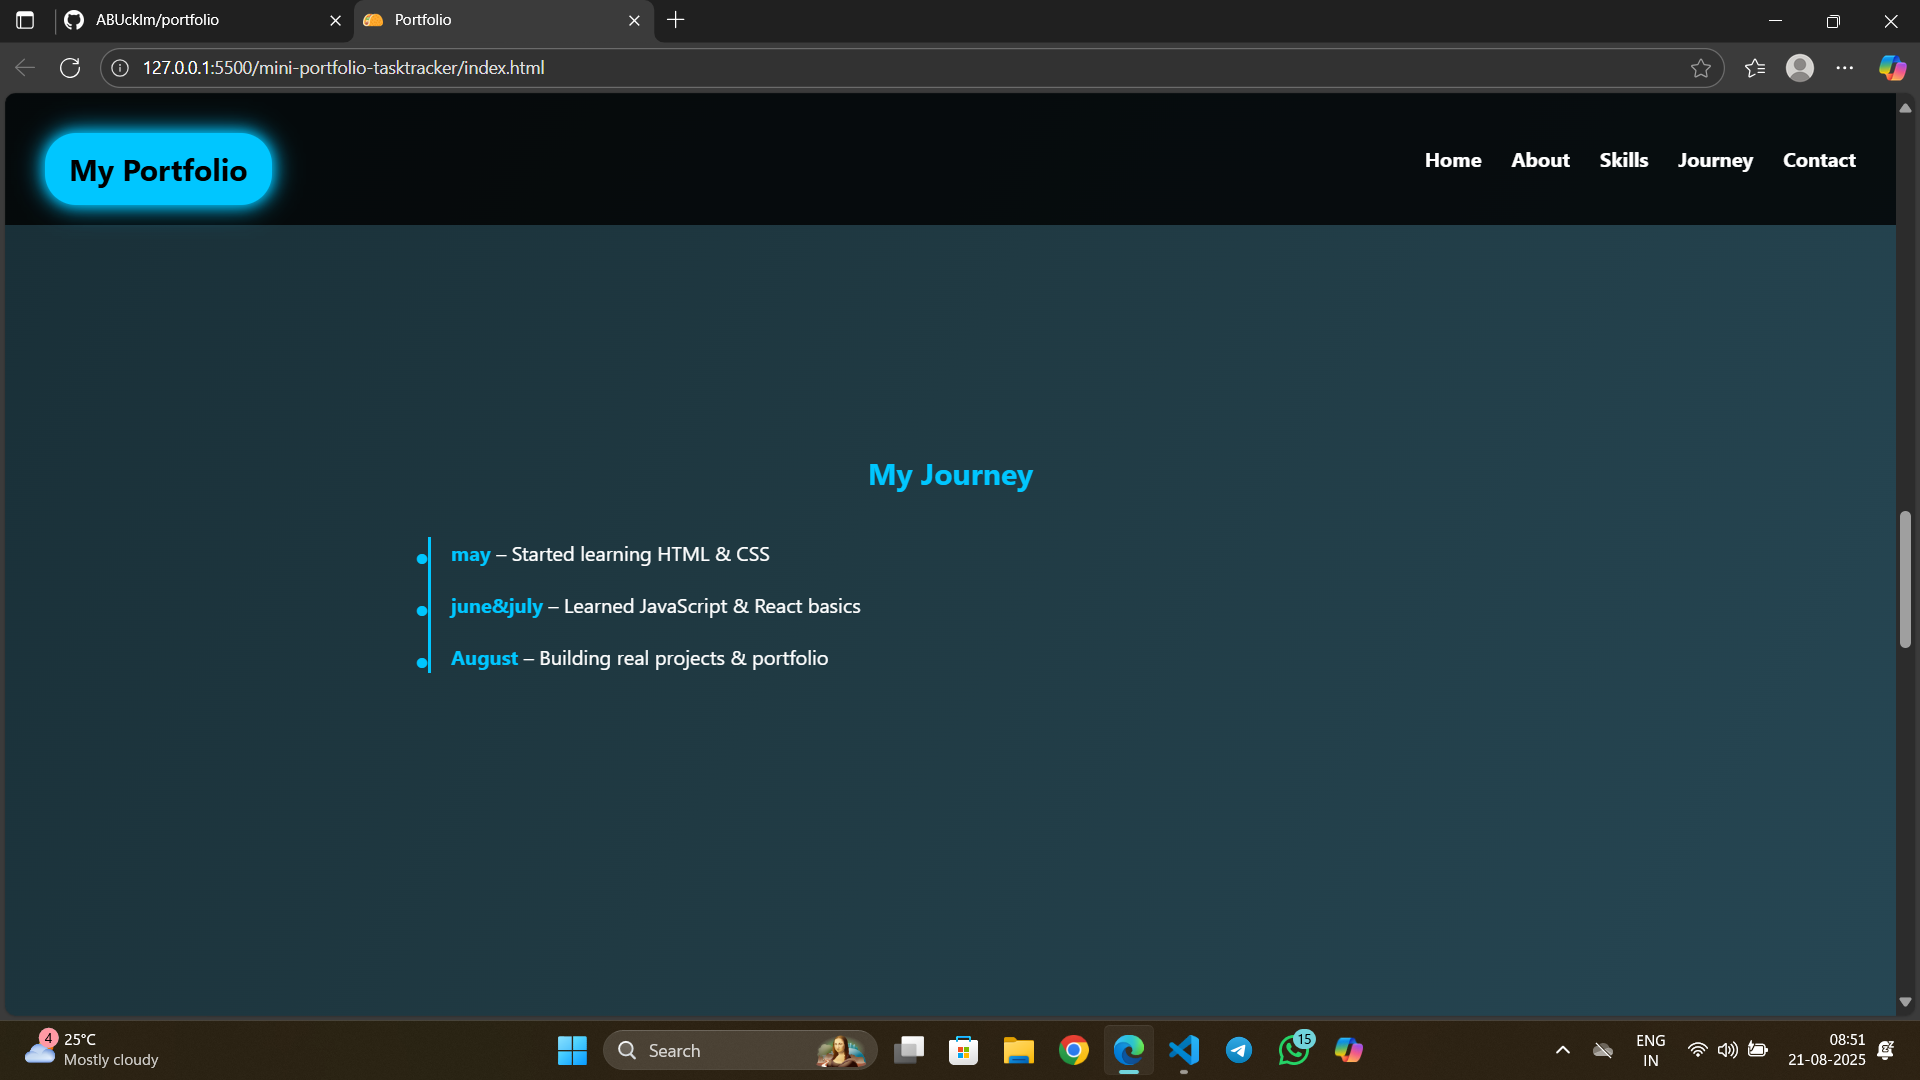 ABUcklm/portfolio
Portfolio
127.0.0.1:5500/mini-portfolio-tasktracker/index.html
My Portfolio
Home About Skills Journey Contact
My Journey
may – Started learning HTML & CSS
june&july – Learned JavaScript & React basics
August – Building real projects & portfolio
4
25°C
Mostly cloudy
Search
15
ENG
IN
08:51
21-08-2025